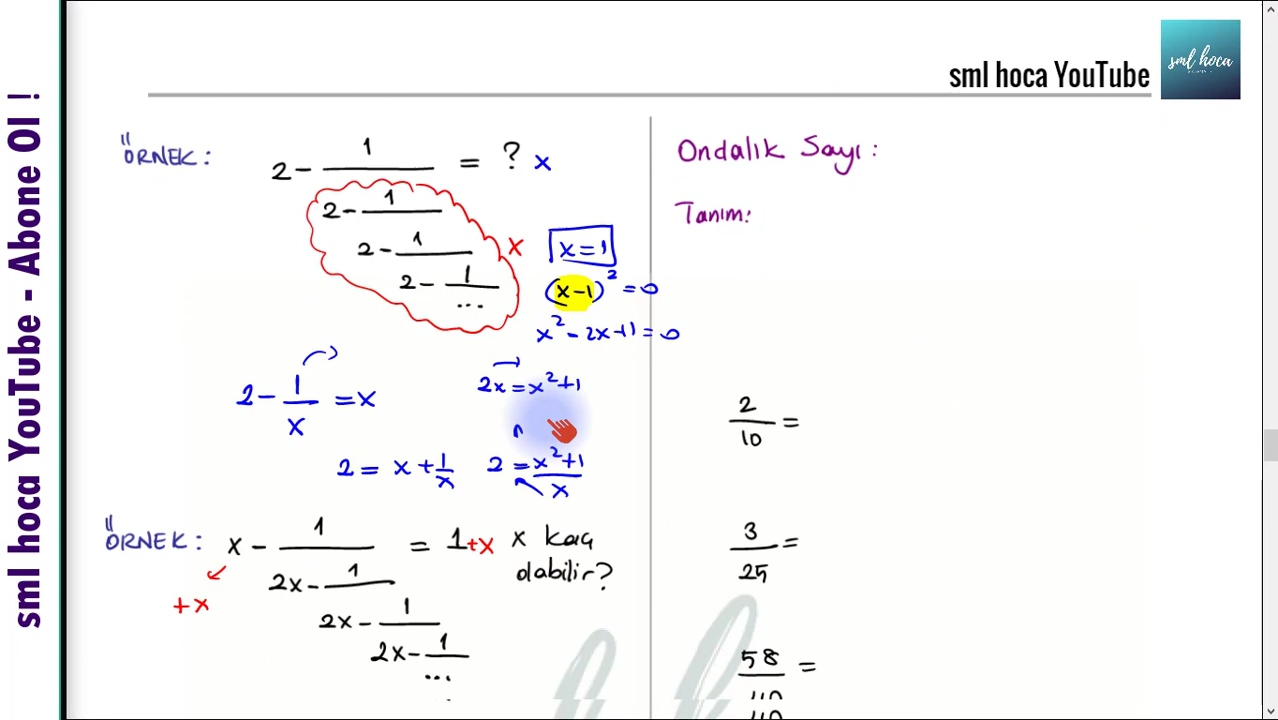 sml hoca YouTube - Abone Ol !
sml hoca YouTube
sml hoca
ÖRNEK:
2 - 1 = ? x
2 - 1
2 - 1 x
2 - 1
...
x = 1
(x-1)² = 0
x² - 2x + 1 = 0
2x = x² + 1
2 - 1/x = x
2 = x + 1/x 2 = x²+1/x
ÖRNEK: x - 1 = 1 +x x kaç
olabilir?
+x
2x - 1
2x - 1
2x - 1
...
Ondalık Sayı:
Tanım:
2/10 =
3/25 =
58/40 =